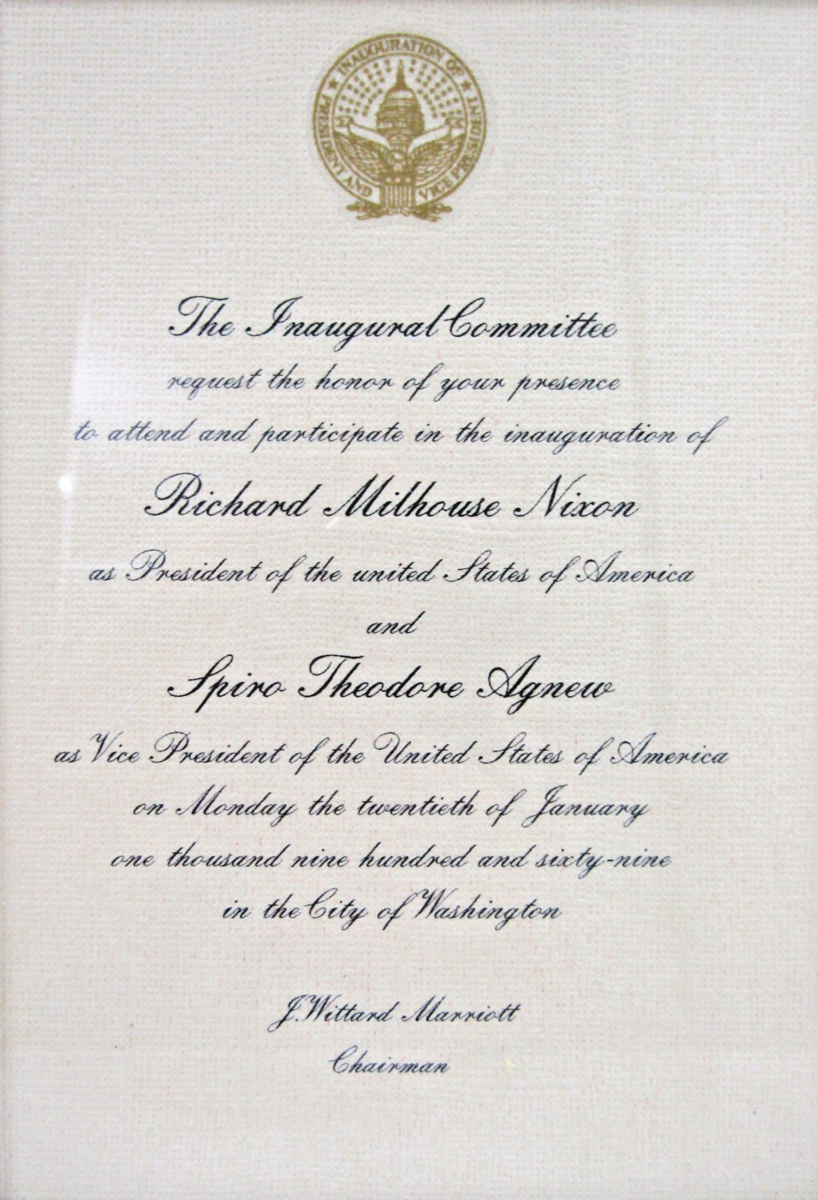 ★ INAUGURATION OF ★
PRESIDENT AND VICE PRESIDENT
The Inaugural Committee
request the honor of your presence
to attend and participate in the inauguration of
Richard Milhouse Nixon
as President of the united States of America
and
Spiro Theodore Agnew
as Vice President of the United States of America
on Monday the twentieth of January
one thousand nine hundred and sixty-nine
in the City of Washington
J. Wittard Marriott
Chairman